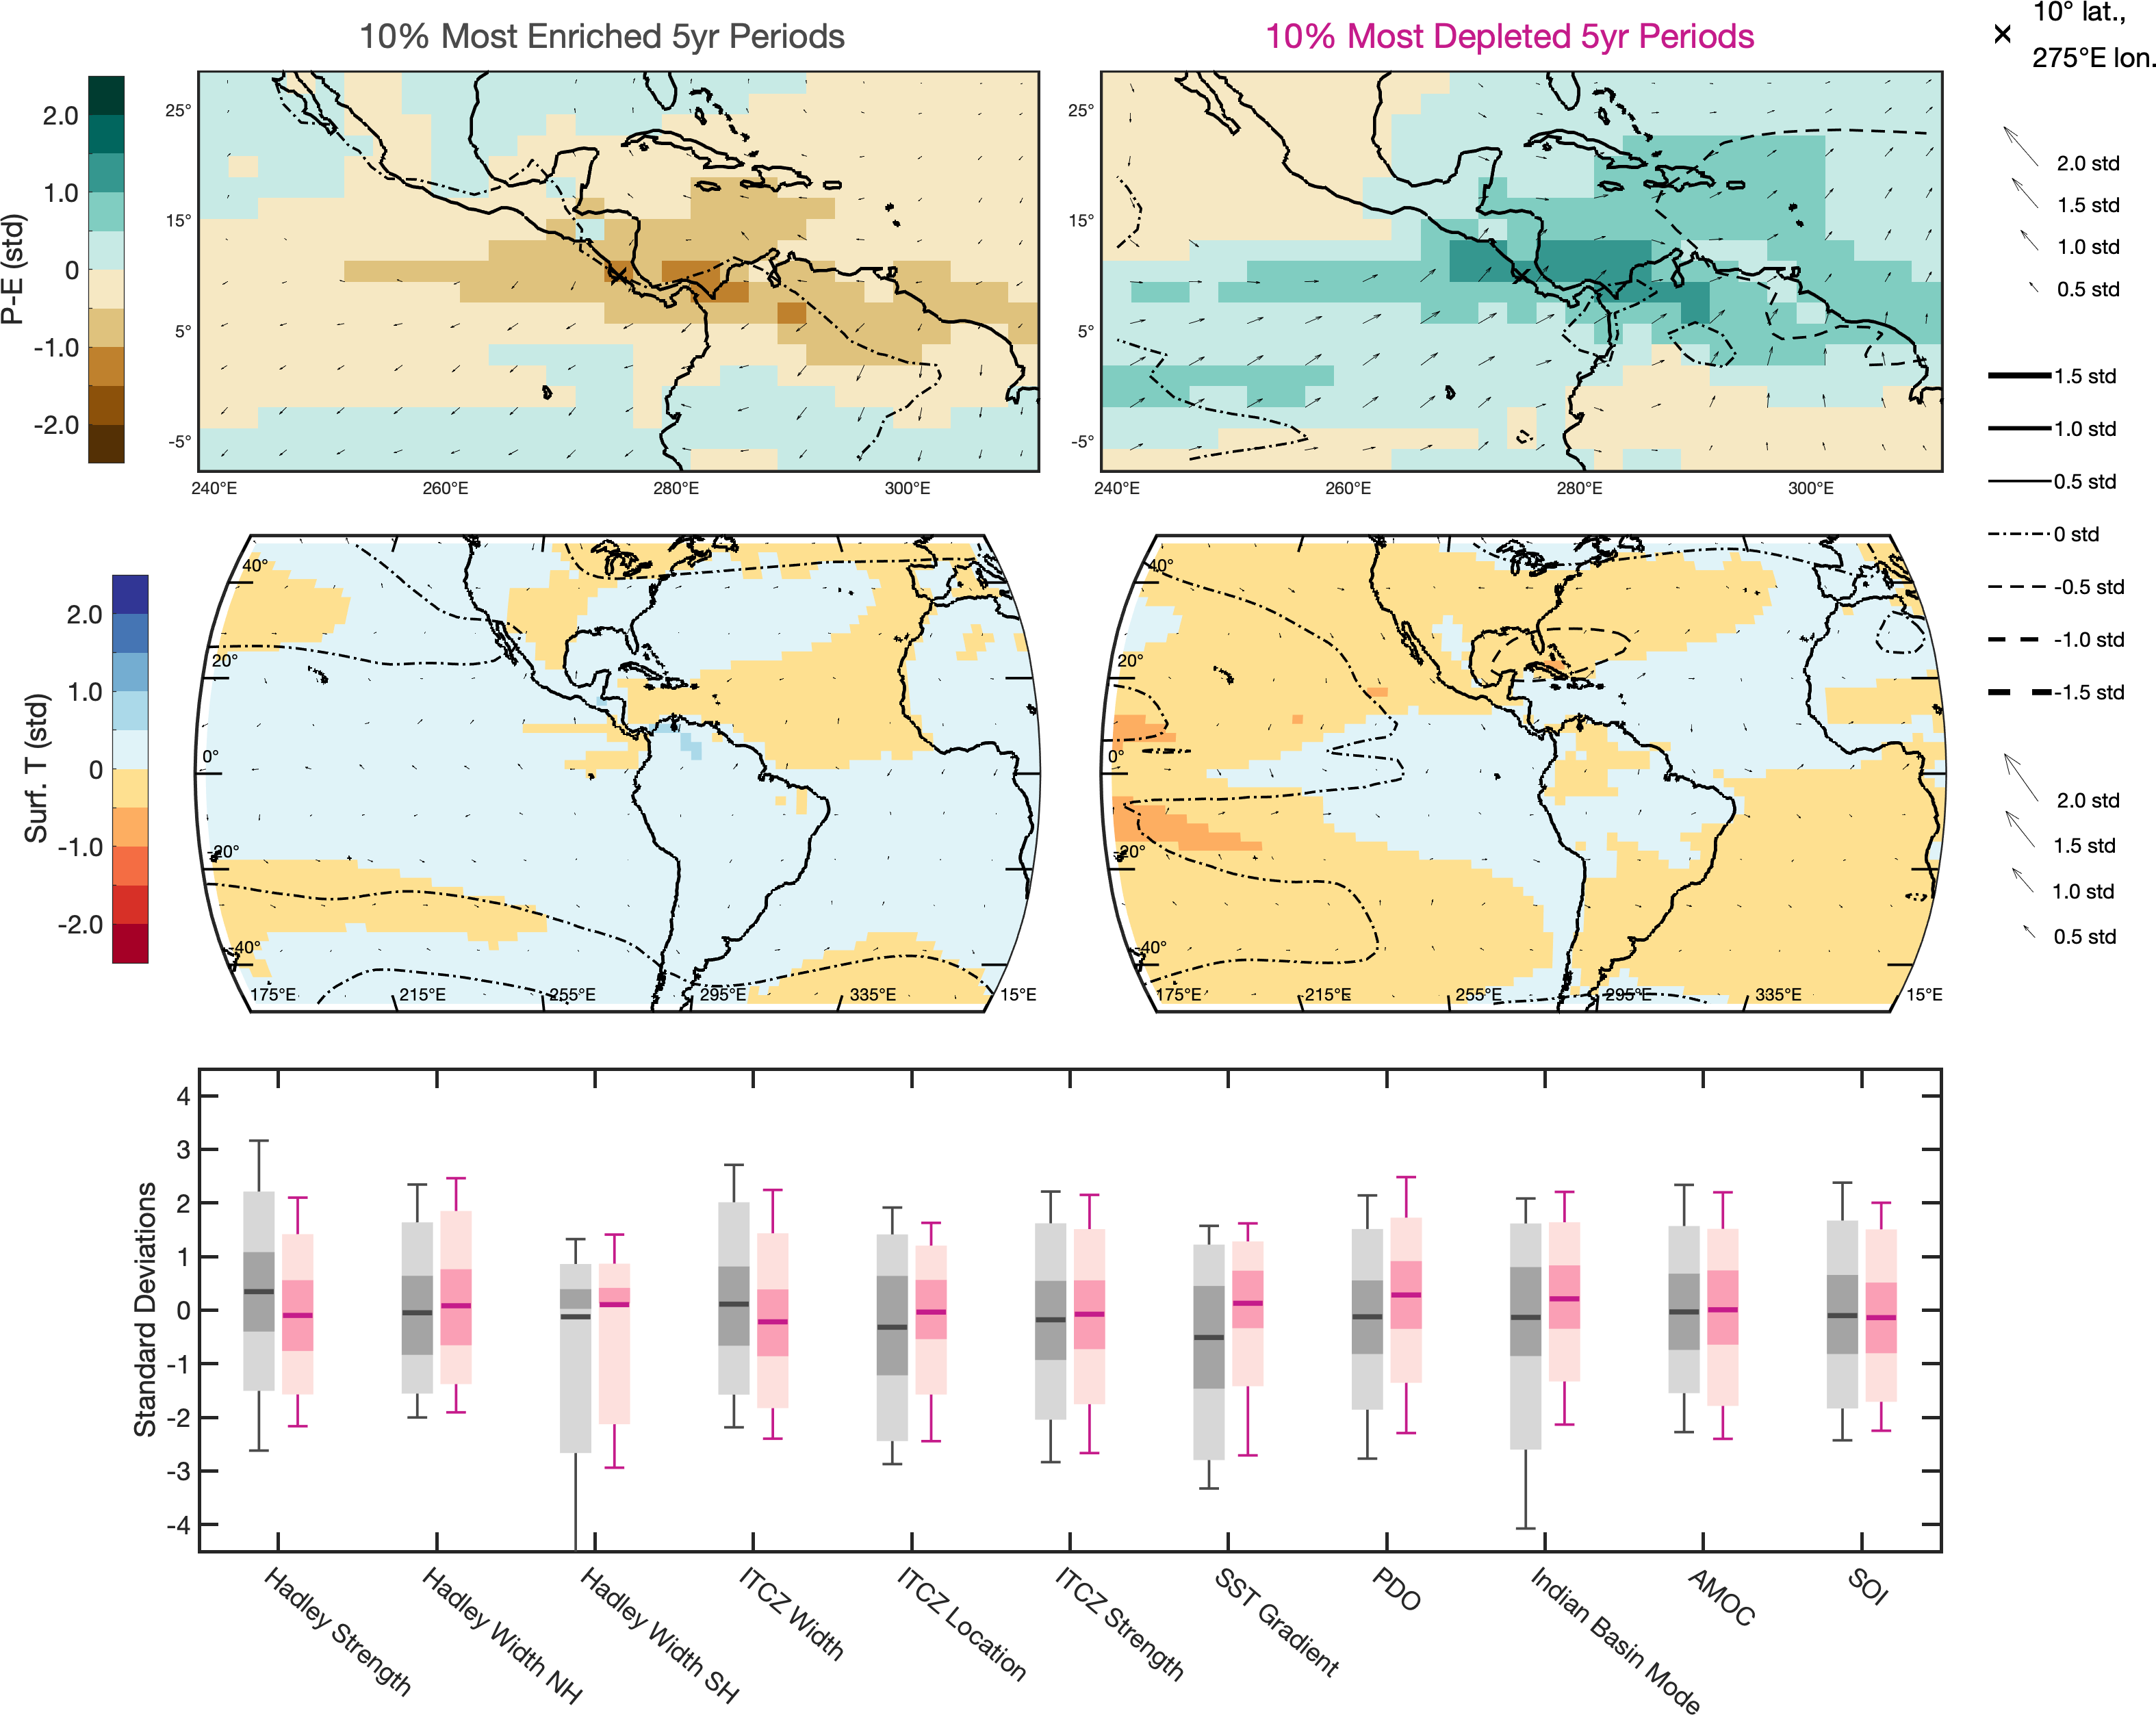 10% Most Enriched 5yr Periods
10% Most Depleted 5yr Periods
10° lat.,
275°E lon.
P-E (std)
2.0
1.0
0
-1.0
-2.0
25°
15°
5°
-5°
240°E 260°E 280°E 300°E
25°
15°
5°
-5°
240°E 260°E 280°E 300°E
2.0 std
1.5 std
1.0 std
0.5 std
1.5 std
1.0 std
0.5 std
0 std
-0.5 std
-1.0 std
-1.5 std
Surf. T (std)
2.0
1.0
0
-1.0
-2.0
40°
20°
0°
-20°
-40°
175°E 215°E 255°E 295°E 335°E 15°E
40°
20°
0°
-20°
-40°
175°E 215°E 255°E 295°E 335°E 15°E
2.0 std
1.5 std
1.0 std
0.5 std
Standard Deviations
4
3
2
1
0
-1
-2
-3
-4
Hadley Strength
Hadley Width NH
Hadley Width SH
ITCZ Width
ITCZ Location
ITCZ Strength
SST Gradient
PDO
Indian Basin Mode
AMOC
SOI